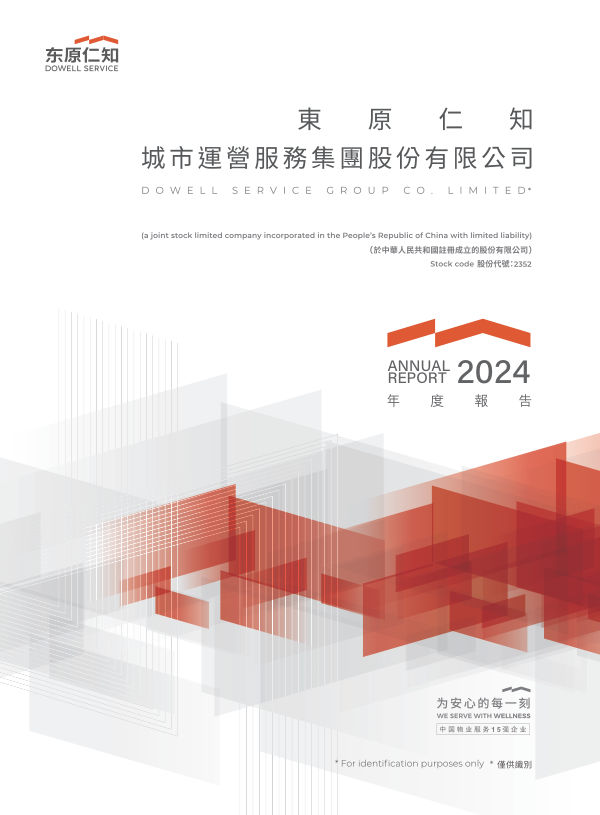 东原仁知
DOWELL SERVICE
東原仁知
城市運營服務集團股份有限公司
DOWELL SERVICE GROUP CO. LIMITED*
(a joint stock limited company incorporated in the People's Republic of China with limited liability)
（於中華人民共和國註冊成立的股份有限公司）
Stock code 股份代號：2352
ANNUAL REPORT 2024
年度報告
为安心的每一刻
WE SERVE WITH WELLNESS
中国物业服务15强企业
* For identification purposes only * 僅供識別